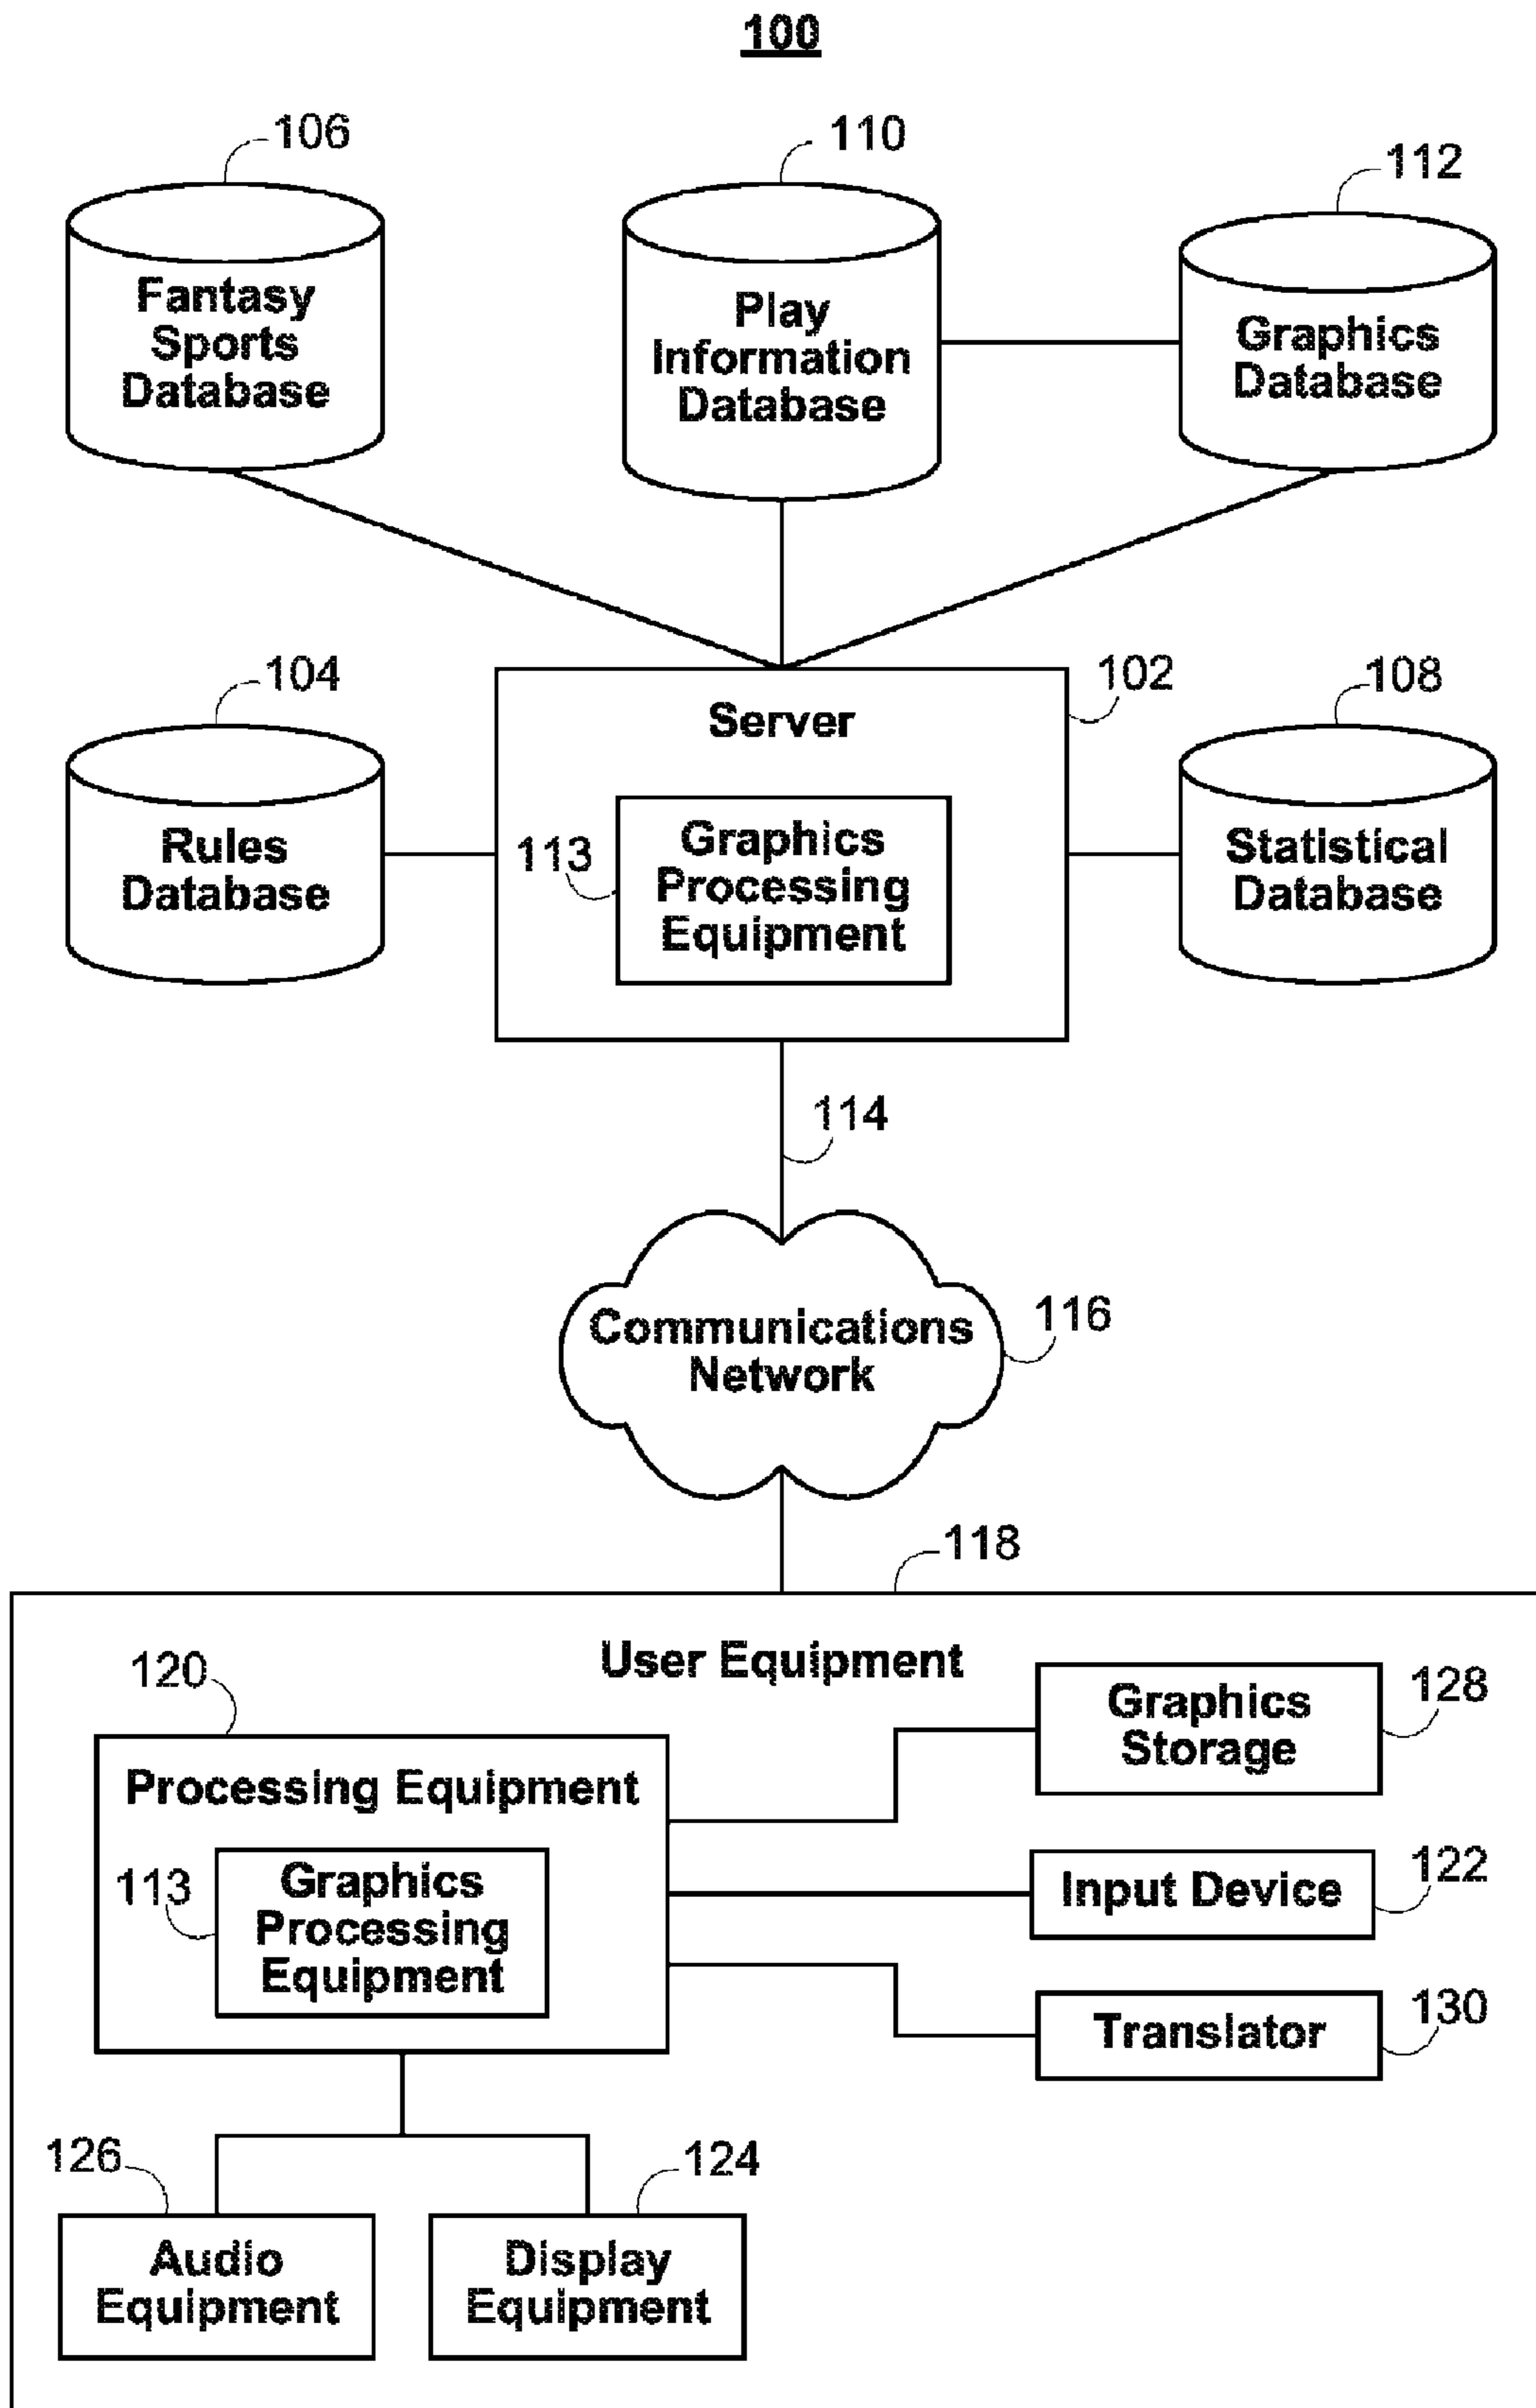 100
106
110
112
Fantasy
Sports
Database
Play
Information
Database
Graphics
Database
104
102
108
Server
Rules
Database
113
Graphics
Processing
Equipment
Statistical
Database
114
Communications
Network
116
118
User Equipment
120
Processing Equipment
113
Graphics
Processing
Equipment
Graphics
Storage
128
Input Device
122
Translator
130
126
124
Audio
Equipment
Display
Equipment